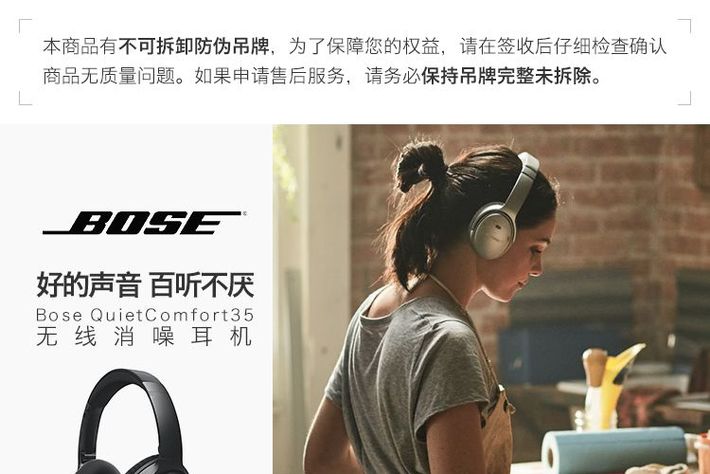 本商品有不可拆卸防伪吊牌，为了保障您的权益，请在签收后仔细检查确认
商品无质量问题。如果申请售后服务，请务必保持吊牌完整未拆除。
BOSE
好的声音 百听不厌
Bose QuietComfort35
无线消噪耳机